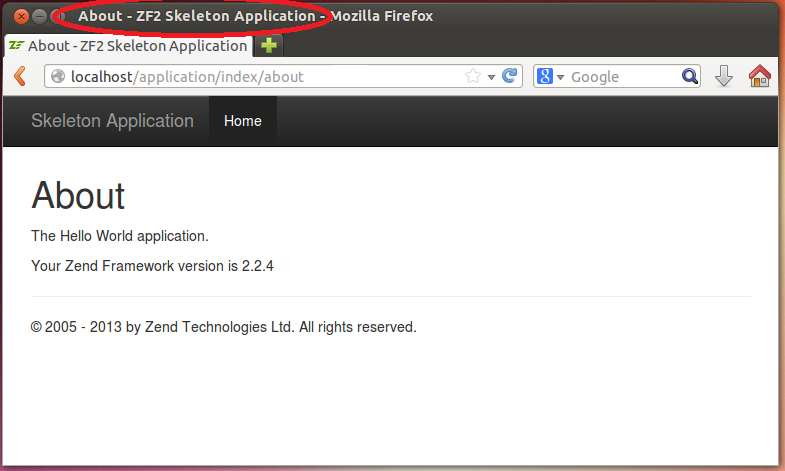 About - ZF2 Skeleton Application - Mozilla Firefox
About - ZF2 Skeleton Application
localhost/application/index/about
Google
Skeleton Application Home
About
The Hello World application.
Your Zend Framework version is 2.2.4
© 2005 - 2013 by Zend Technologies Ltd. All rights reserved.